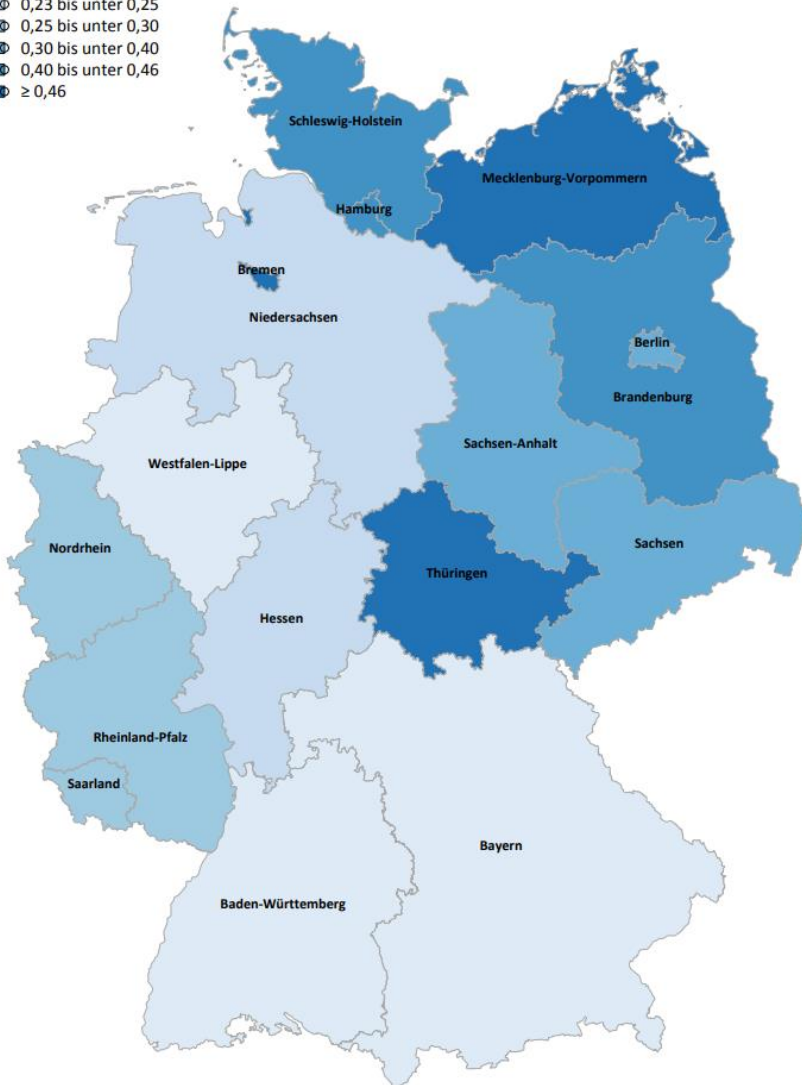 0,23 bis unter 0,25
0,25 bis unter 0,30
0,30 bis unter 0,40
0,40 bis unter 0,46
≥ 0,46
Schleswig-Holstein
Mecklenburg-Vorpommern
Hamburg
Bremen
Niedersachsen
Berlin
Brandenburg
Sachsen-Anhalt
Westfalen-Lippe
Sachsen
Nordrhein
Thüringen
Hessen
Rheinland-Pfalz
Saarland
Bayern
Baden-Württemberg